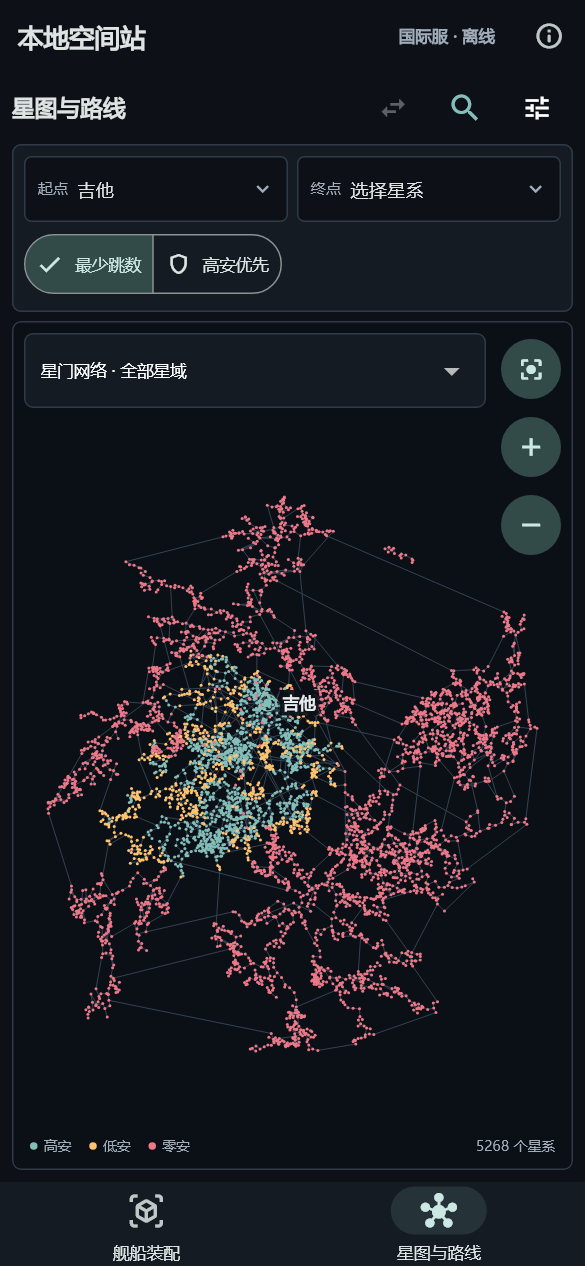 本地空间站
国际服 · 离线
星图与路线
起点 吉他
终点 选择星系
最少跳数
高安优先
星门网络 · 全部星域
吉他
高安
低安
零安
5268 个星系
舰船装配
星图与路线